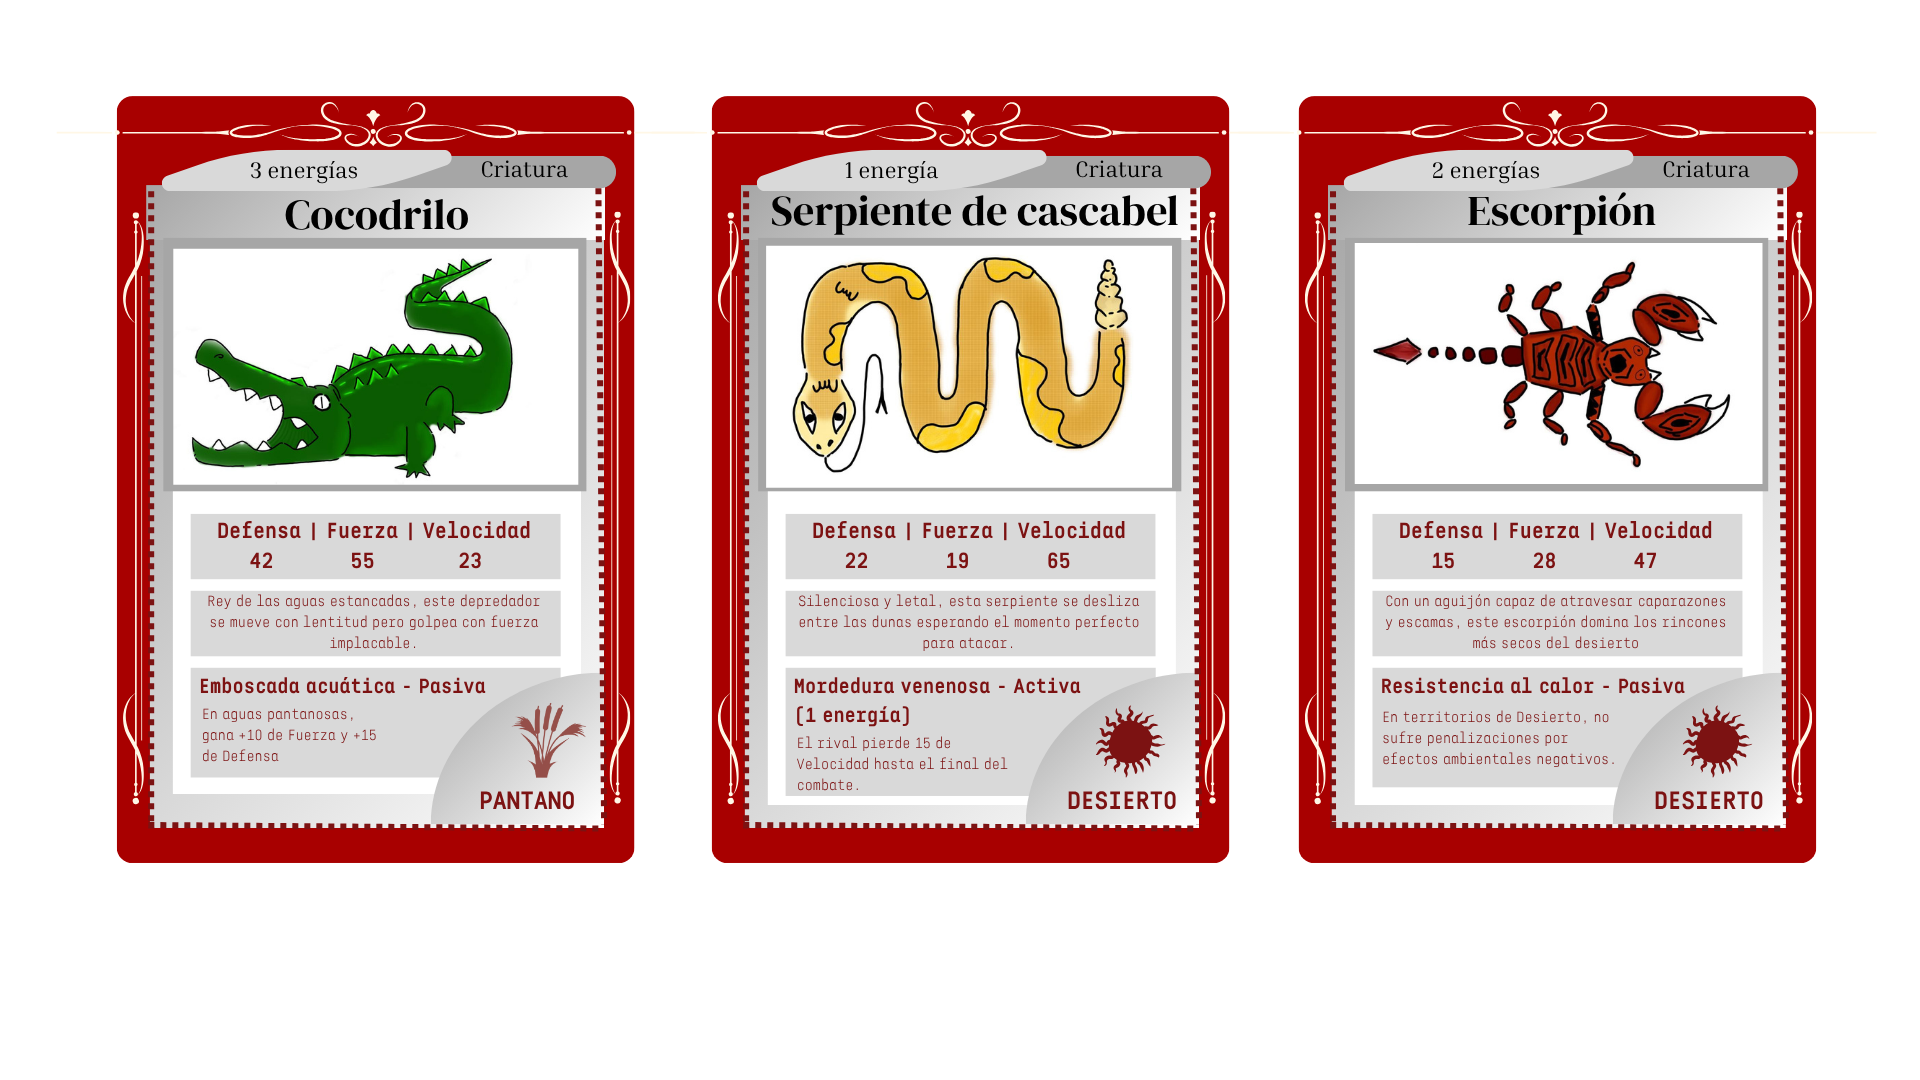 3 energías
Criatura
Cocodrilo
Defensa | Fuerza | Velocidad
42 55 23
Rey de las aguas estancadas, este depredador
se mueve con lentitud pero golpea con fuerza
implacable.
Emboscada acuática - Pasiva
En aguas pantanosas,
gana +10 de Fuerza y +15
de Defensa
PANTANO
1 energía
Criatura
Serpiente de cascabel
Defensa | Fuerza | Velocidad
22 19 65
Silenciosa y letal, esta serpiente se desliza
entre las dunas esperando el momento perfecto
para atacar.
Mordedura venenosa - Activa
(1 energía)
El rival pierde 15 de
Velocidad hasta el final del
combate.
DESIERTO
2 energías
Criatura
Escorpión
Defensa | Fuerza | Velocidad
15 28 47
Con un aguijón capaz de atravesar caparazones
y escamas, este escorpión domina los rincones
más secos del desierto
Resistencia al calor - Pasiva
En territorios de Desierto, no
sufre penalizaciones por
efectos ambientales negativos.
DESIERTO